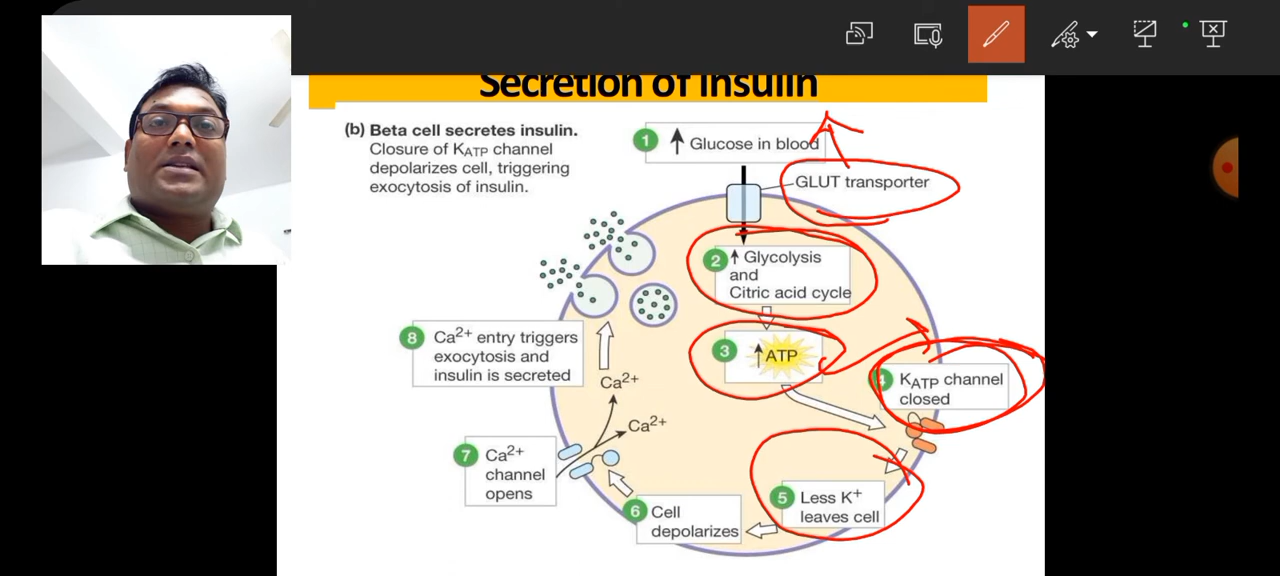 Secretion of Insulin
(b) Beta cell secretes insulin.
Closure of KATP channel
depolarizes cell, triggering
exocytosis of insulin.
1 ↑ Glucose in blood
GLUT transporter
2 ↑ Glycolysis
and
Citric acid cycle
3 ↑ ATP
4 KATP channel
closed
5 Less K+
leaves cell
6 Cell
depolarizes
7 Ca2+
channel
opens
Ca2+
Ca2+
8 Ca2+ entry triggers
exocytosis and
insulin is secreted